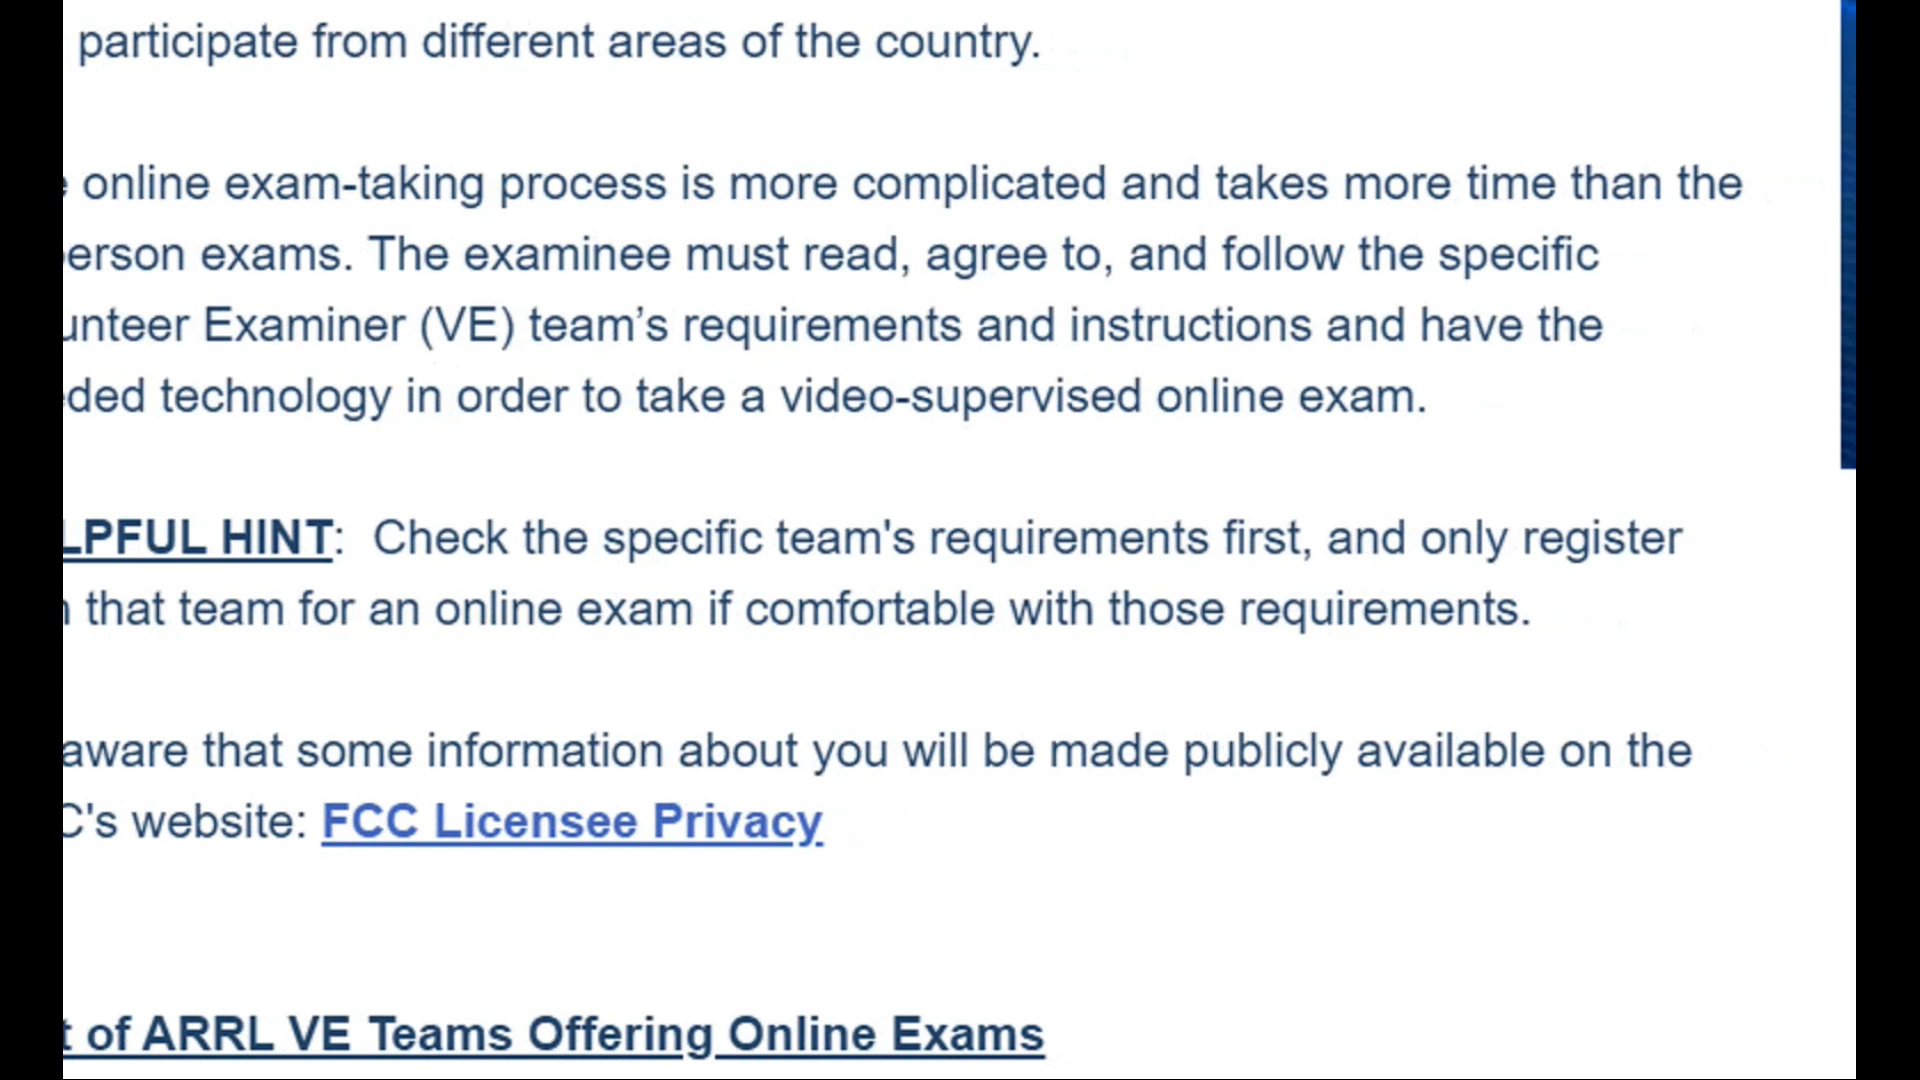 participate from different areas of the country.
online exam-taking process is more complicated and takes more time than the
erson exams. The examinee must read, agree to, and follow the specific
unteer Examiner (VE) team’s requirements and instructions and have the
ded technology in order to take a video-supervised online exam.
LPFUL HINT:  Check the specific team's requirements first, and only register
that team for an online exam if comfortable with those requirements.
aware that some information about you will be made publicly available on the
C's website: FCC Licensee Privacy
t of ARRL VE Teams Offering Online Exams